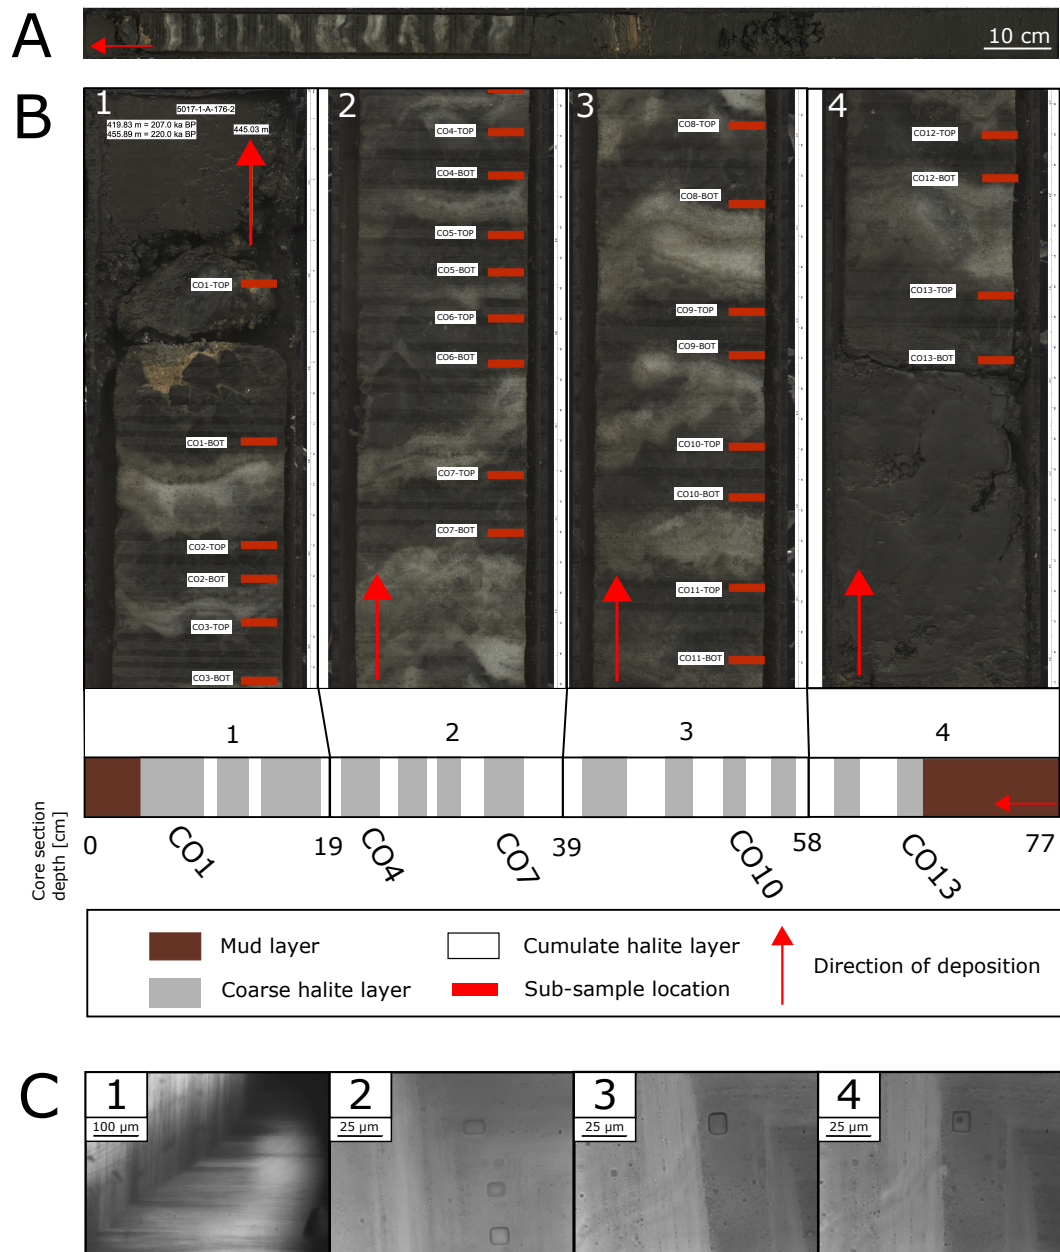 A
10 cm
B
1
5017-1-A-176-2
419.83 m = 207.0 ka BP
455.89 m = 220.0 ka BP
445.03 m
CO1-TOP
CO1-BOT
CO2-TOP
CO2-BOT
CO3-TOP
CO3-BOT
2
CO4-TOP
CO4-BOT
CO5-TOP
CO5-BOT
CO6-TOP
CO6-BOT
CO7-TOP
CO7-BOT
3
CO8-TOP
CO8-BOT
CO9-TOP
CO9-BOT
CO10-TOP
CO10-BOT
CO11-TOP
CO11-BOT
4
CO12-TOP
CO12-BOT
CO13-TOP
CO13-BOT
1
2
3
4
Core section
depth [cm]
0
19
39
58
77
CO1
CO4
CO7
CO10
CO13
Mud layer
Cumulate halite layer
Direction of deposition
Coarse halite layer
Sub-sample location
C
1
100 µm
2
25 µm
3
25 µm
4
25 µm